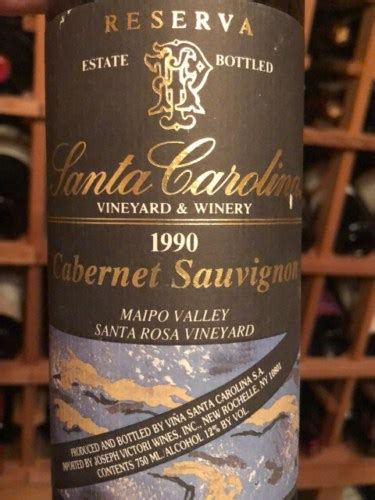 RESERVA
ESTATE BOTTLED
Santa Carolina
VINEYARD & WINERY
1990
Cabernet Sauvignon
MAIPO VALLEY
SANTA ROSA VINEYARD
PRODUCED AND BOTTLED BY VIÑA SANTA CAROLINA S.A.
IMPORTED BY JOSEPH VICTORI WINES, INC., NEW ROCHELLE, NY 10801
CONTENTS 750 ML/ALCOHOL 12% BY VOL.